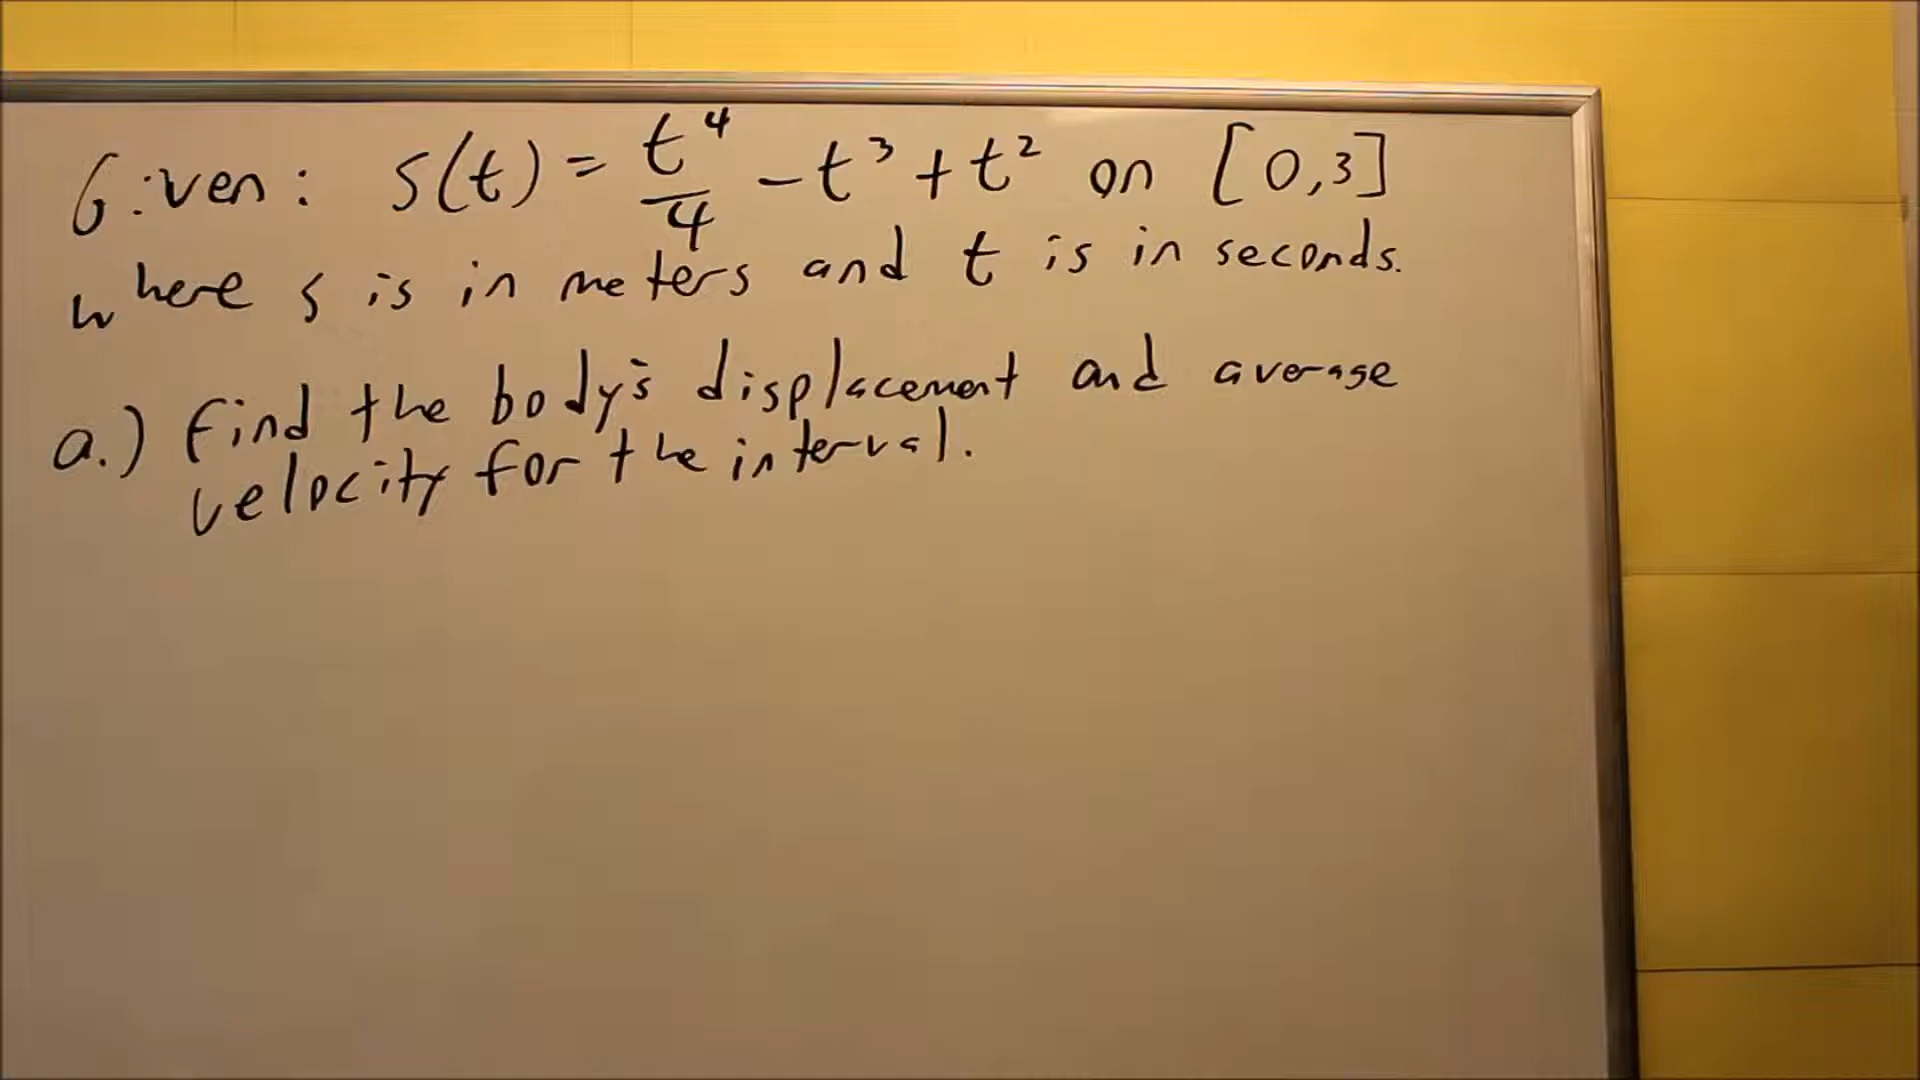 Given: s(t) = t⁴/4 - t³ + t² on [0,3]
where s is in meters and t is in seconds.
a.) Find the body's displacement and average
velocity for the interval.